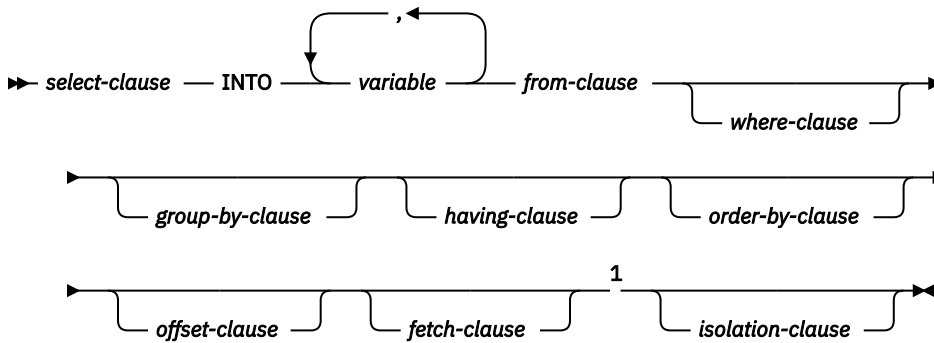 ,
select-clause INTO variable from-clause
where-clause
group-by-clause having-clause order-by-clause
1
offset-clause fetch-clause isolation-clause